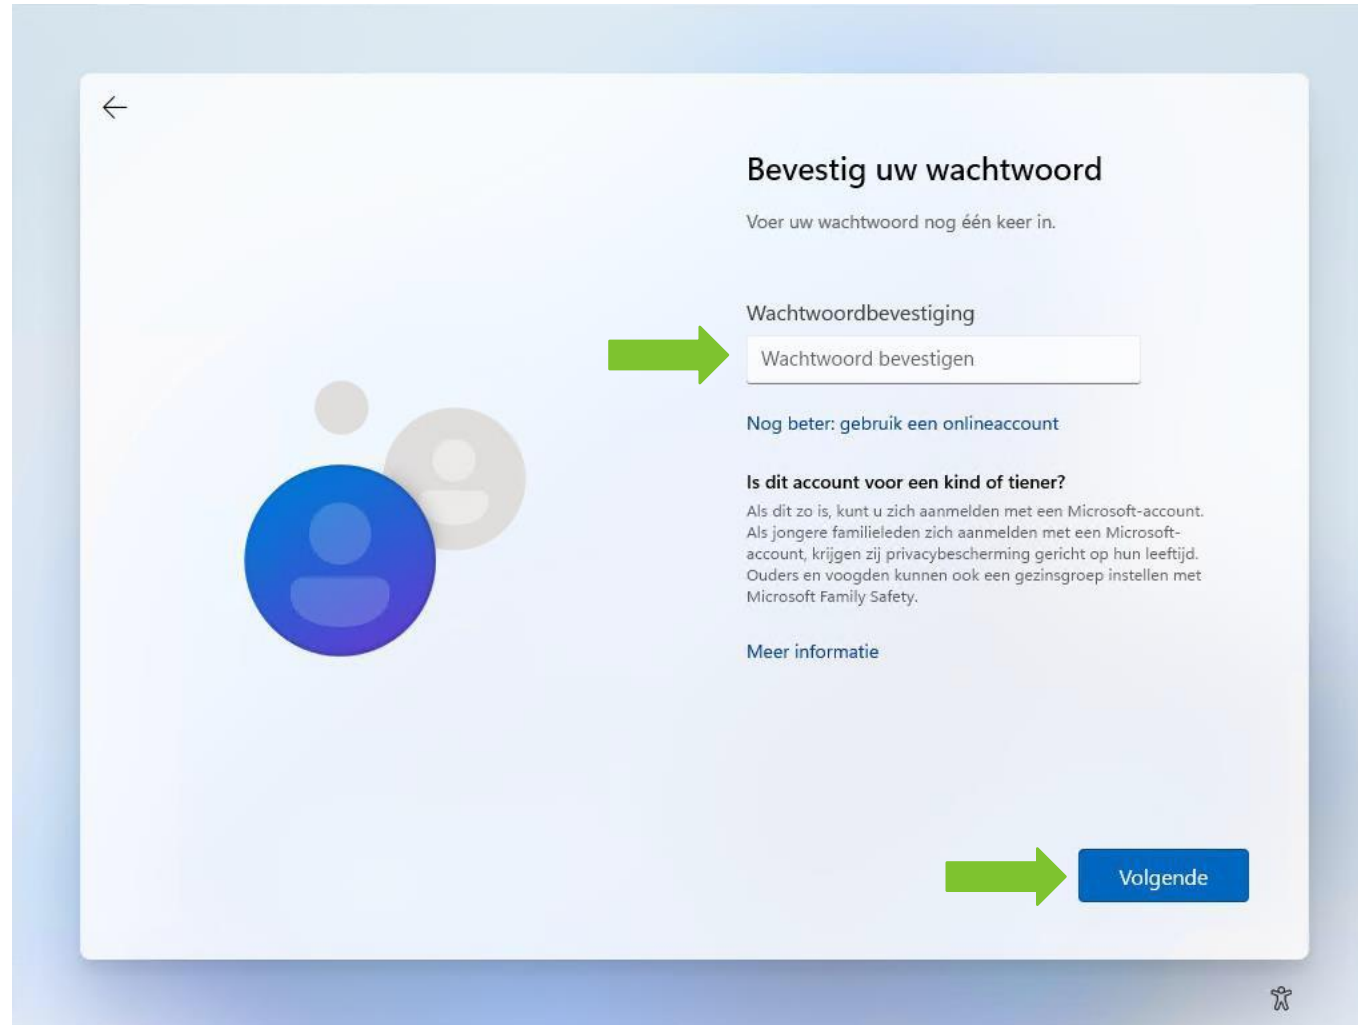 Bevestig uw wachtwoord
Voer uw wachtwoord nog één keer in.
Wachtwoordbevestiging
Wachtwoord bevestigen
Nog beter: gebruik een onlineaccount
Is dit account voor een kind of tiener?
Als dit zo is, kunt u zich aanmelden met een Microsoft-account.
Als jongere familieleden zich aanmelden met een Microsoft-
account, krijgen zij privacybescherming gericht op hun leeftijd.
Ouders en voogden kunnen ook een gezinsgroep instellen met
Microsoft Family Safety.
Meer informatie
Volgende